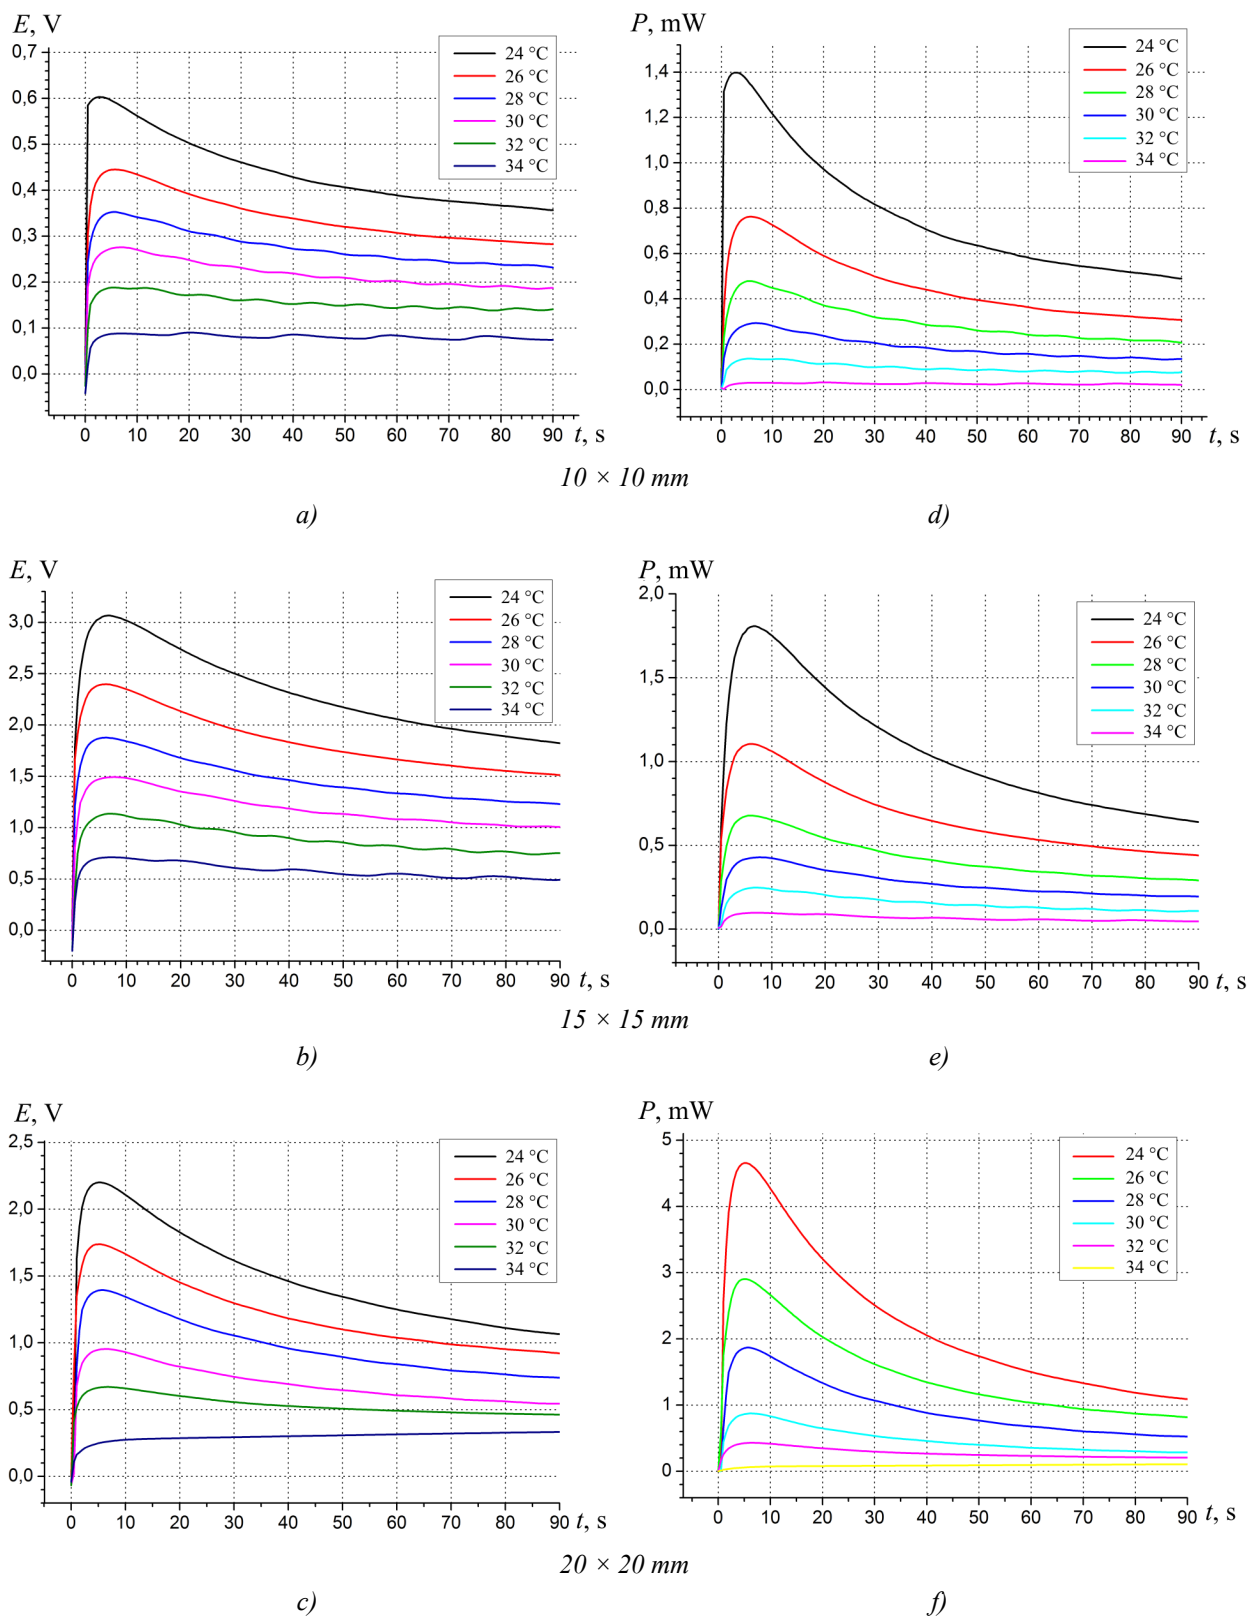 E, V
0,7
0,6
0,5
0,4
0,3
0,2
0,1
0,0
0 10 20 30 40 50 60 70 80 90 t, s
24 °C
26 °C
28 °C
30 °C
32 °C
34 °C
P, mW
1,4
1,2
1,0
0,8
0,6
0,4
0,2
0,0
0 10 20 30 40 50 60 70 80 90 t, s
24 °C
26 °C
28 °C
30 °C
32 °C
34 °C
10 × 10 mm
a) d)
E, V
3,0
2,5
2,0
1,5
1,0
0,5
0,0
0 10 20 30 40 50 60 70 80 90 t, s
24 °C
26 °C
28 °C
30 °C
32 °C
34 °C
P, mW
2,0
1,5
1,0
0,5
0,0
0 10 20 30 40 50 60 70 80 90 t, s
24 °C
26 °C
28 °C
30 °C
32 °C
34 °C
15 × 15 mm
b) e)
E, V
2,5
2,0
1,5
1,0
0,5
0,0
0 10 20 30 40 50 60 70 80 90 t, s
24 °C
26 °C
28 °C
30 °C
32 °C
34 °C
P, mW
5
4
3
2
1
0
0 10 20 30 40 50 60 70 80 90 t, s
24 °C
26 °C
28 °C
30 °C
32 °C
34 °C
20 × 20 mm
c) f)